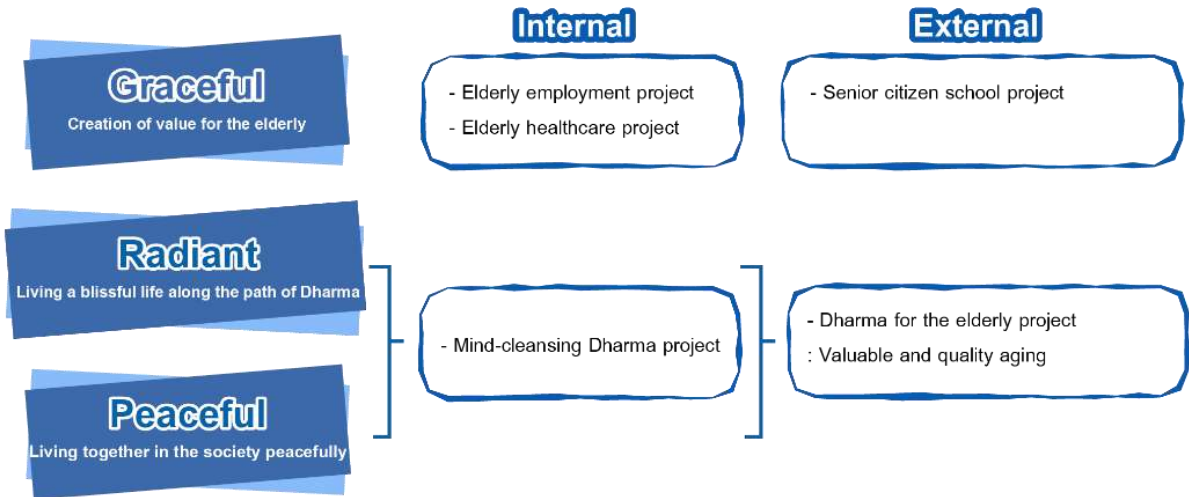 Internal
External
Graceful
Creation of value for the elderly
- Elderly employment project
- Elderly healthcare project
- Senior citizen school project
Radiant
Living a blissful life along the path of Dharma
Peaceful
Living together in the society peacefully
- Mind-cleansing Dharma project
- Dharma for the elderly project
: Valuable and quality aging